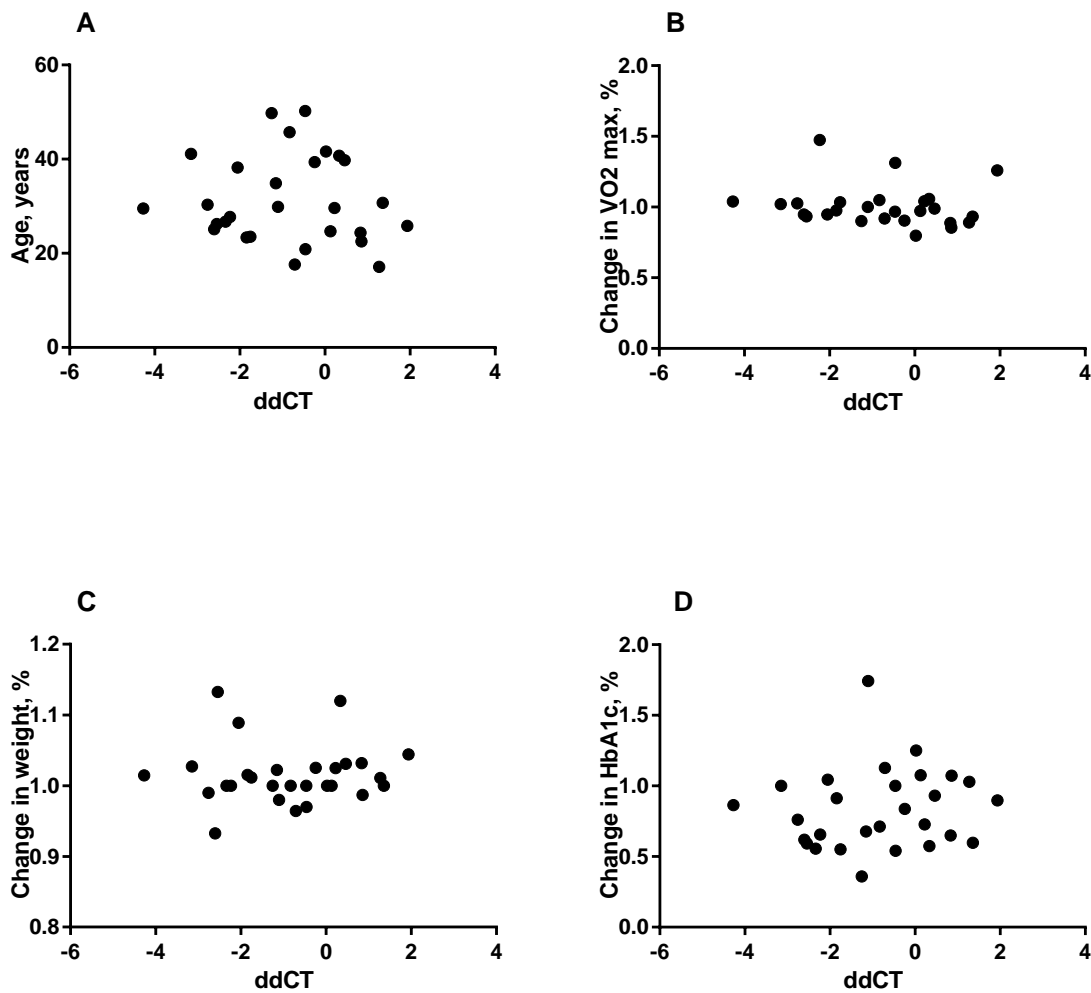 A
60
40
20
0
Age, years
-6 -4 -2 0 2 4
ddCT
B
2.0
1.5
1.0
0.5
0.0
Change in VO2 max, %
-6 -4 -2 0 2 4
ddCT
C
1.2
1.1
1.0
0.9
0.8
Change in weight, %
-6 -4 -2 0 2 4
ddCT
D
2.0
1.5
1.0
0.5
0.0
Change in HbA1c, %
-6 -4 -2 0 2 4
ddCT